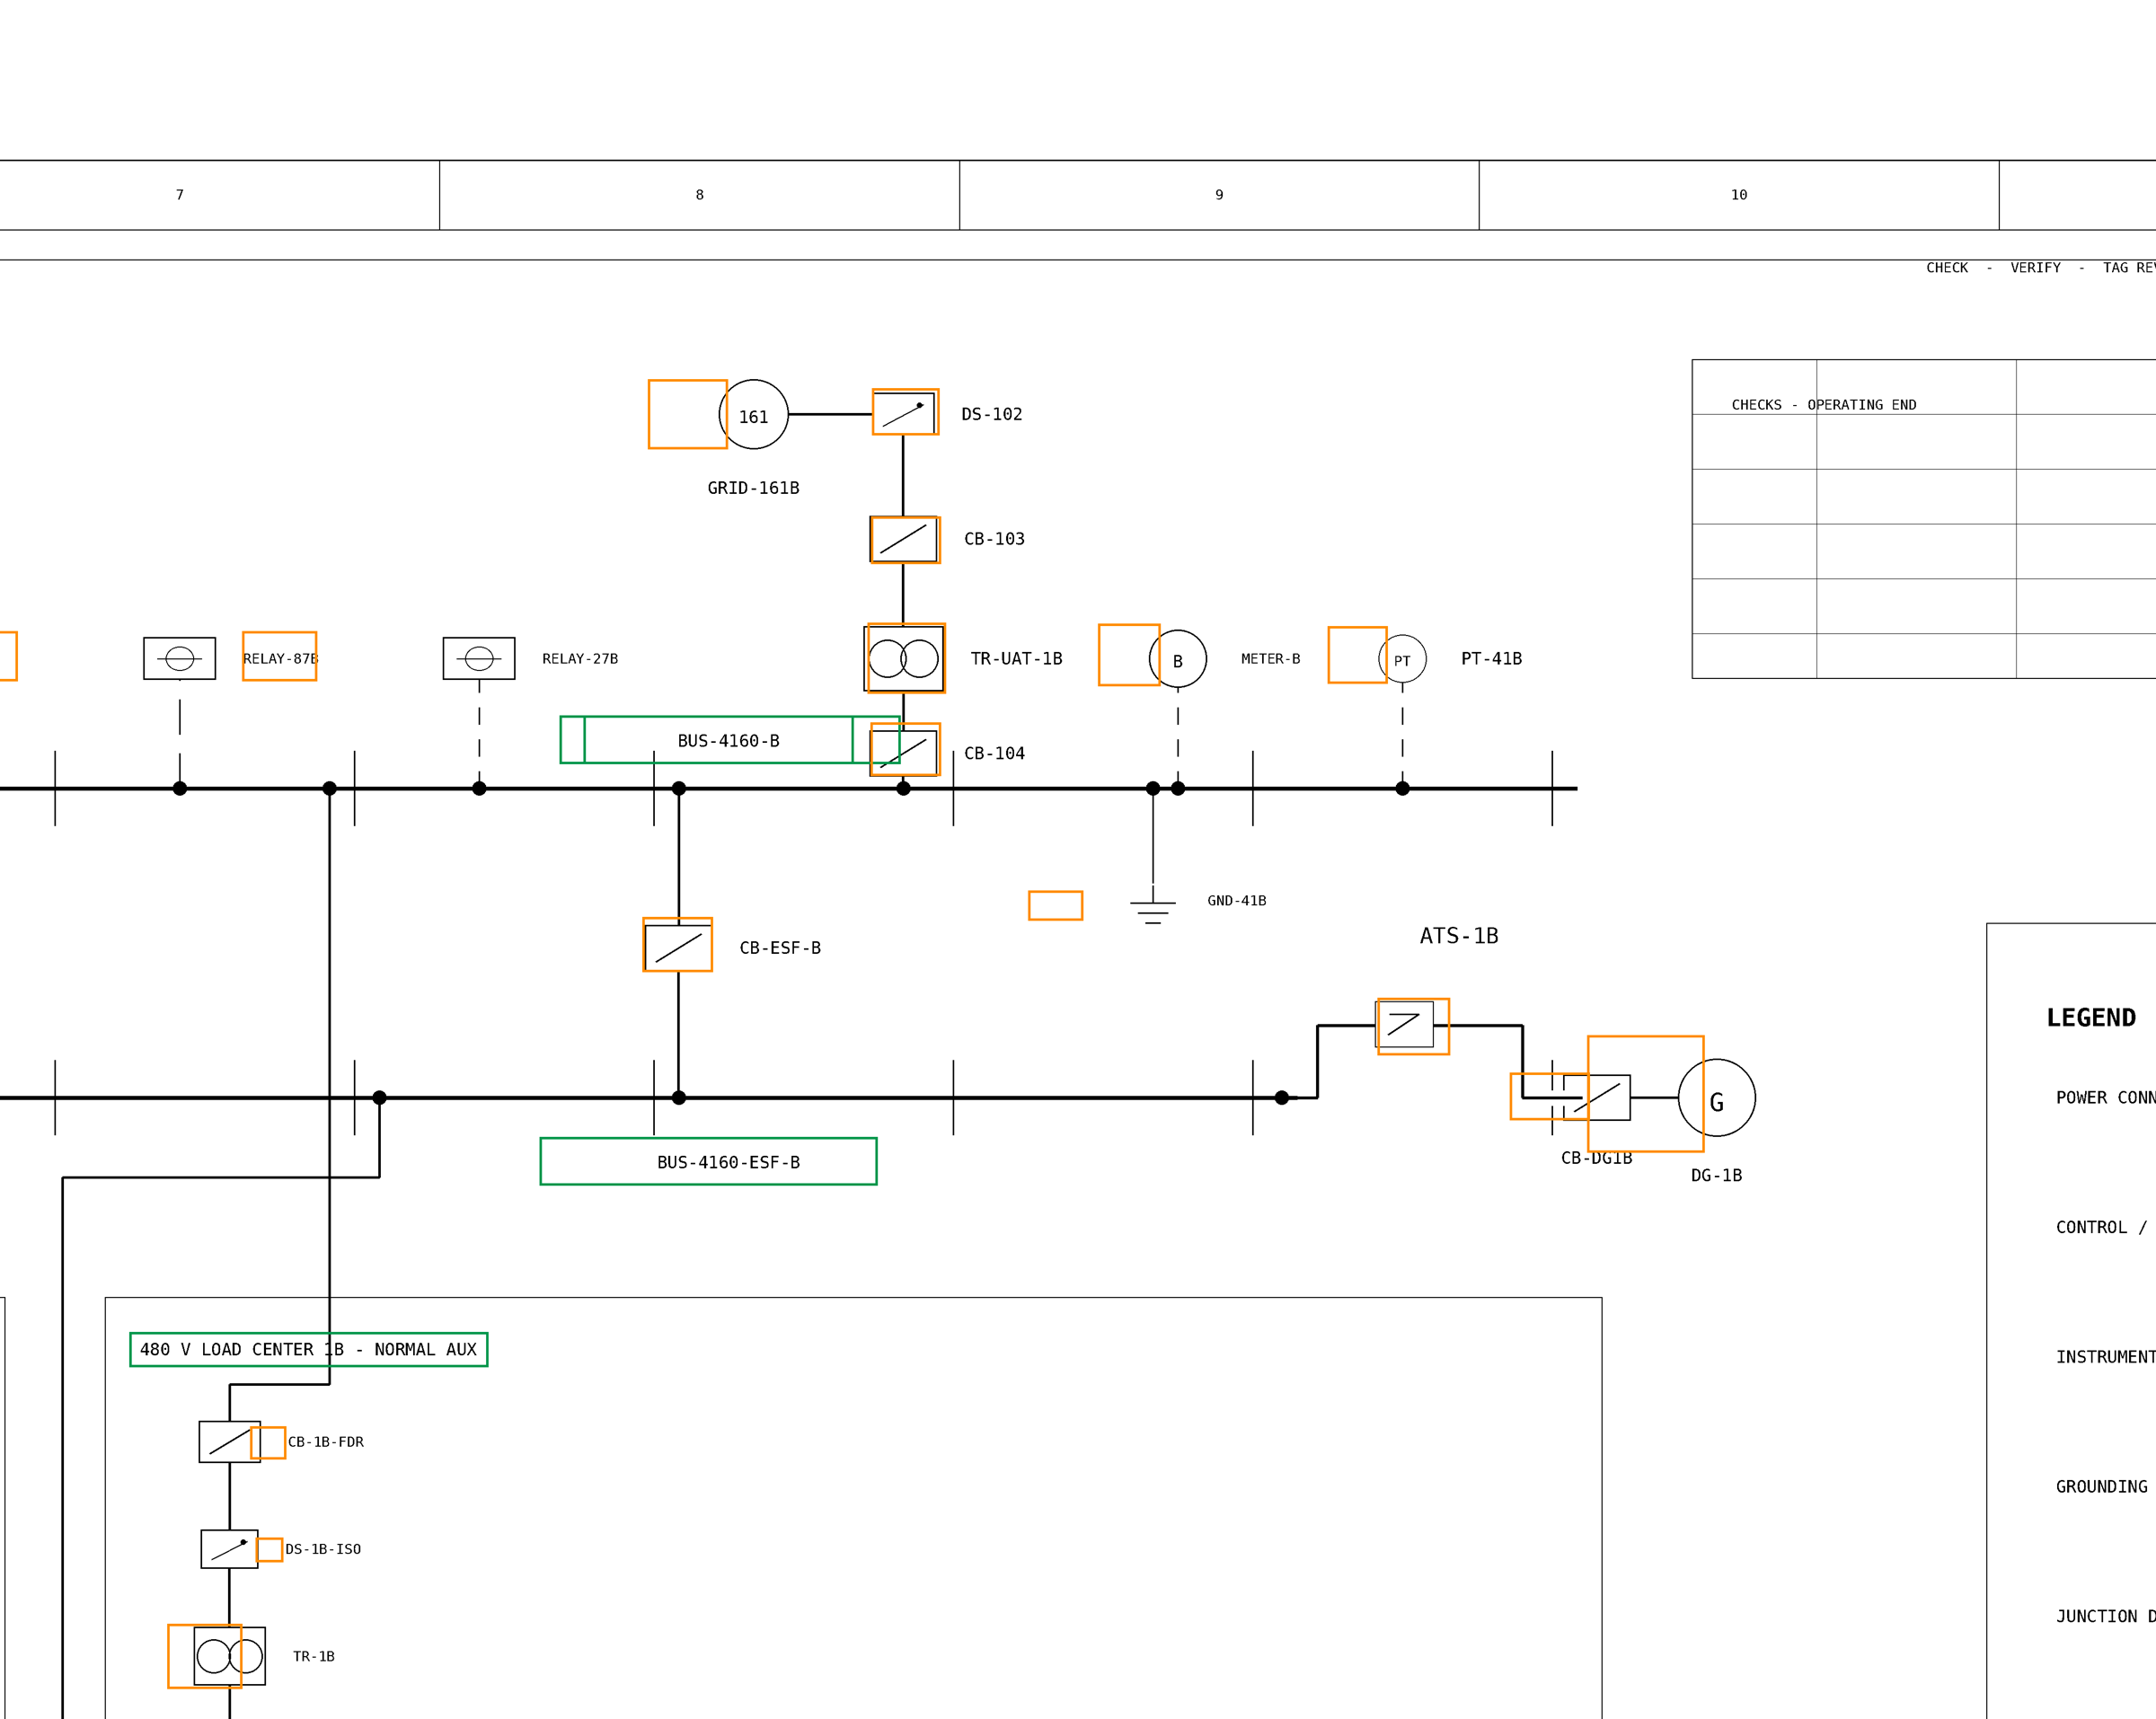 7
8
9
10
CHECK - VERIFY - TAG REV
CHECKS - OPERATING END
161
DS-102
GRID-161B
CB-103
RELAY-87B
RELAY-27B
TR-UAT-1B
B
METER-B
PT
PT-41B
BUS-4160-B
CB-104
GND-41B
ATS-1B
CB-ESF-B
LEGEND
POWER CONN
G
CB-DG1B
BUS-4160-ESF-B
DG-1B
CONTROL /
480 V LOAD CENTER 1B - NORMAL AUX
INSTRUMENT
CB-1B-FDR
GROUNDING
DS-1B-ISO
JUNCTION D
TR-1B